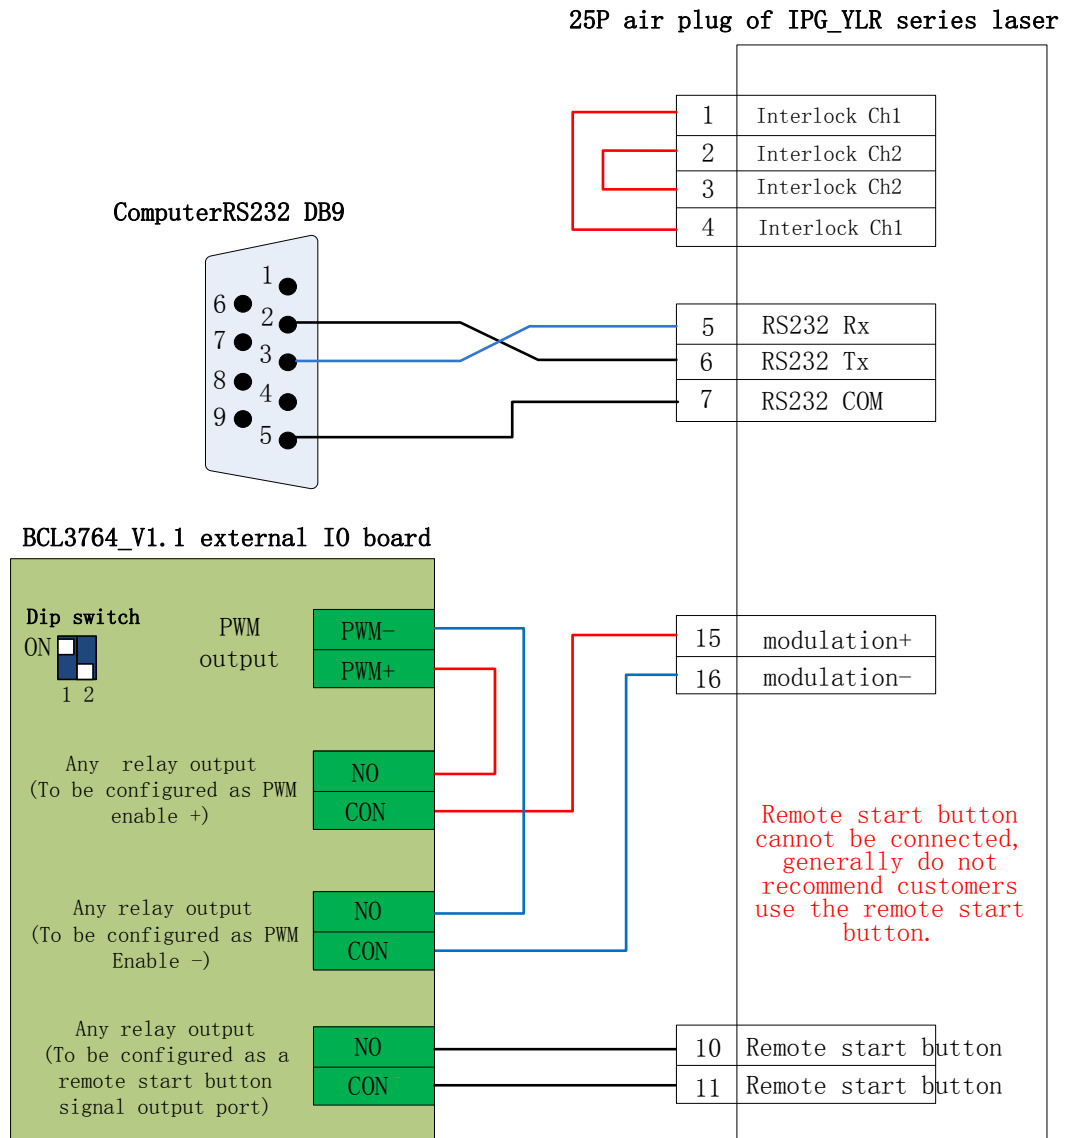 25P air plug of IPG_YLR series laser
1 Interlock Ch1
2 Interlock Ch2
3 Interlock Ch2
4 Interlock Ch1
ComputerRS232 DB9
1
6
2
7
3
8
4
9
5
5 RS232 Rx
6 RS232 Tx
7 RS232 COM
BCL3764_V1.1 external IO board
Dip switch
ON
1 2
PWM
output
PWM-
PWM+
15 modulation+
16 modulation-
Any relay output
(To be configured as PWM
enable +)
NO
CON
Remote start button
cannot be connected,
generally do not
recommend customers
use the remote start
button.
Any relay output
(To be configured as PWM
Enable -)
NO
CON
Any relay output
(To be configured as a
remote start button
signal output port)
NO
CON
10 Remote start button
11 Remote start button